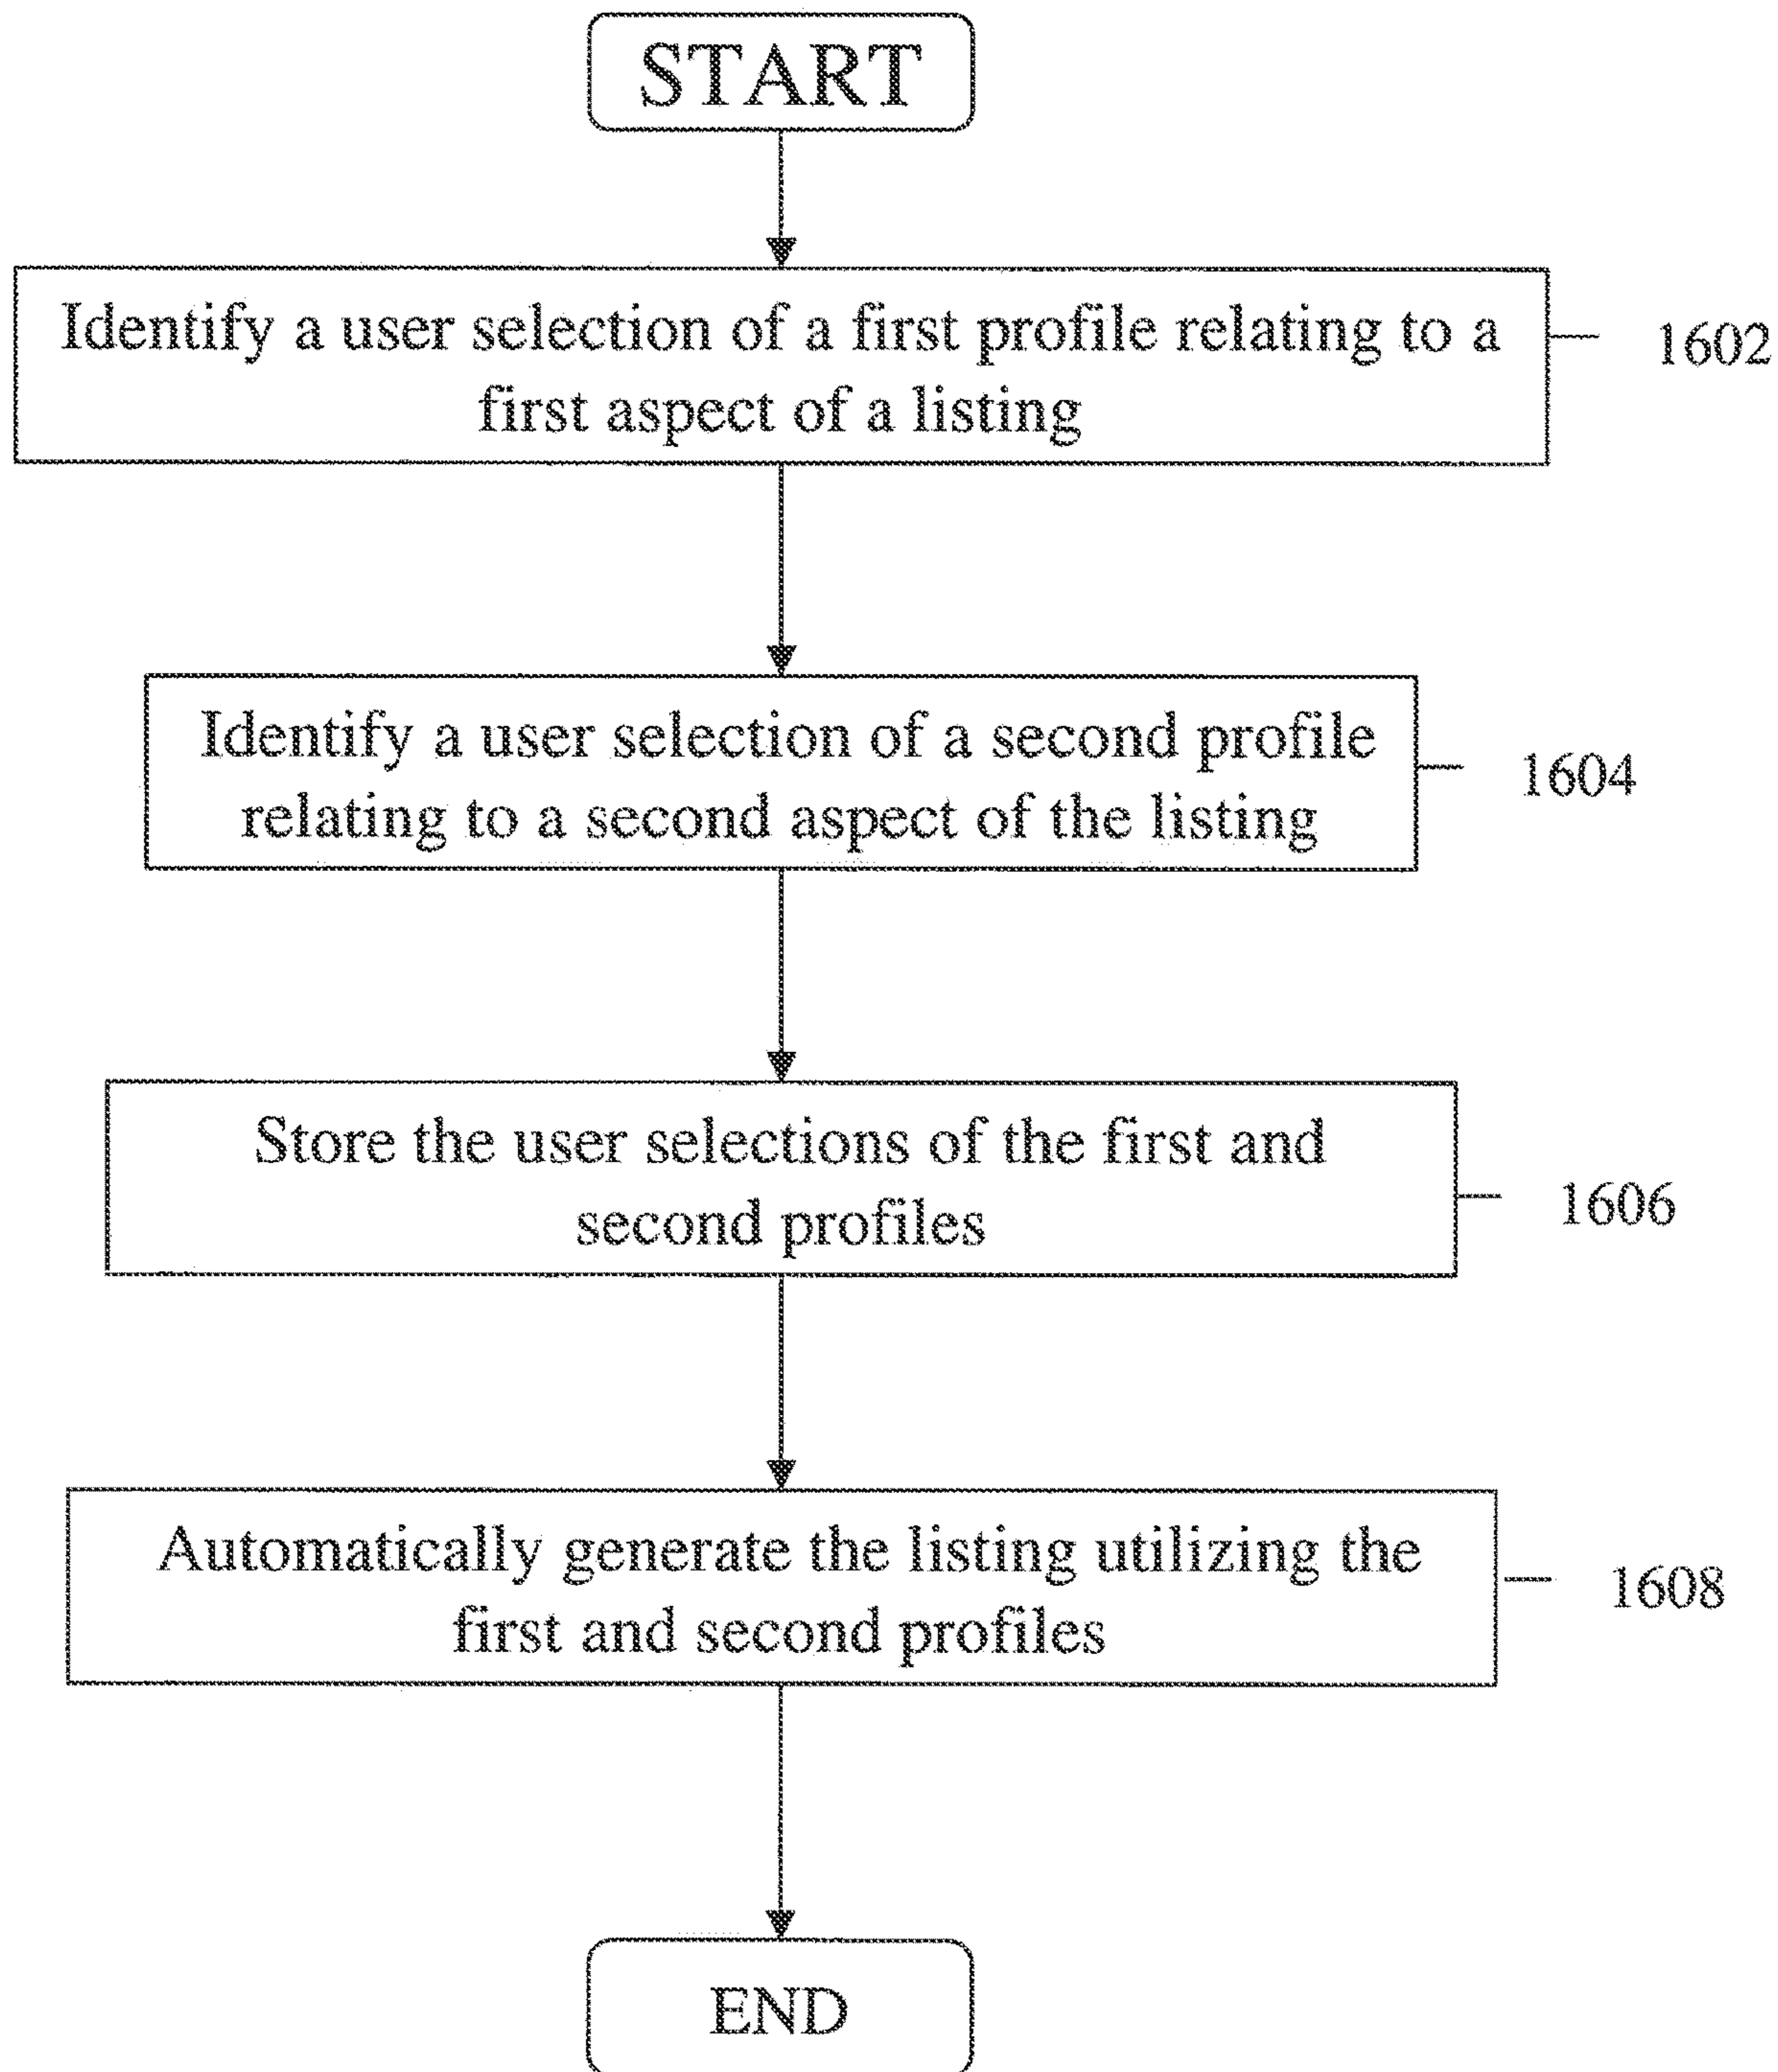 START
Identify a user selection of a first profile relating to a
first aspect of a listing
1602
Identify a user selection of a second profile
relating to a second aspect of the listing
1604
Store the user selections of the first and
second profiles
1606
Automatically generate the listing utilizing the
first and second profiles
1608
END